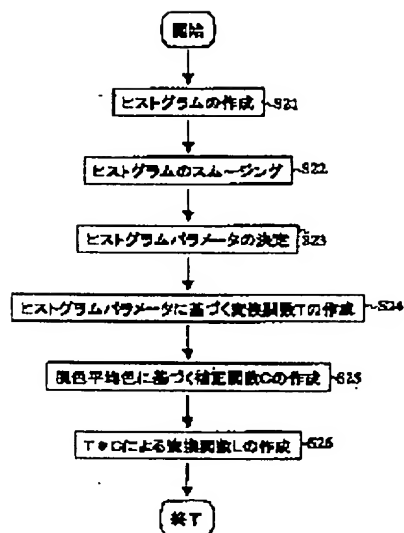 開始
ヒストグラムの作成 S21
ヒストグラムのスムージング S22
ヒストグラムパラメータの決定 S23
ヒストグラムパラメータに基づく変換関数Tの作成 S24
肌色平均色に基づく補正関数Cの作成 S25
T*Cによる変換関数Lの作成 S26
終了